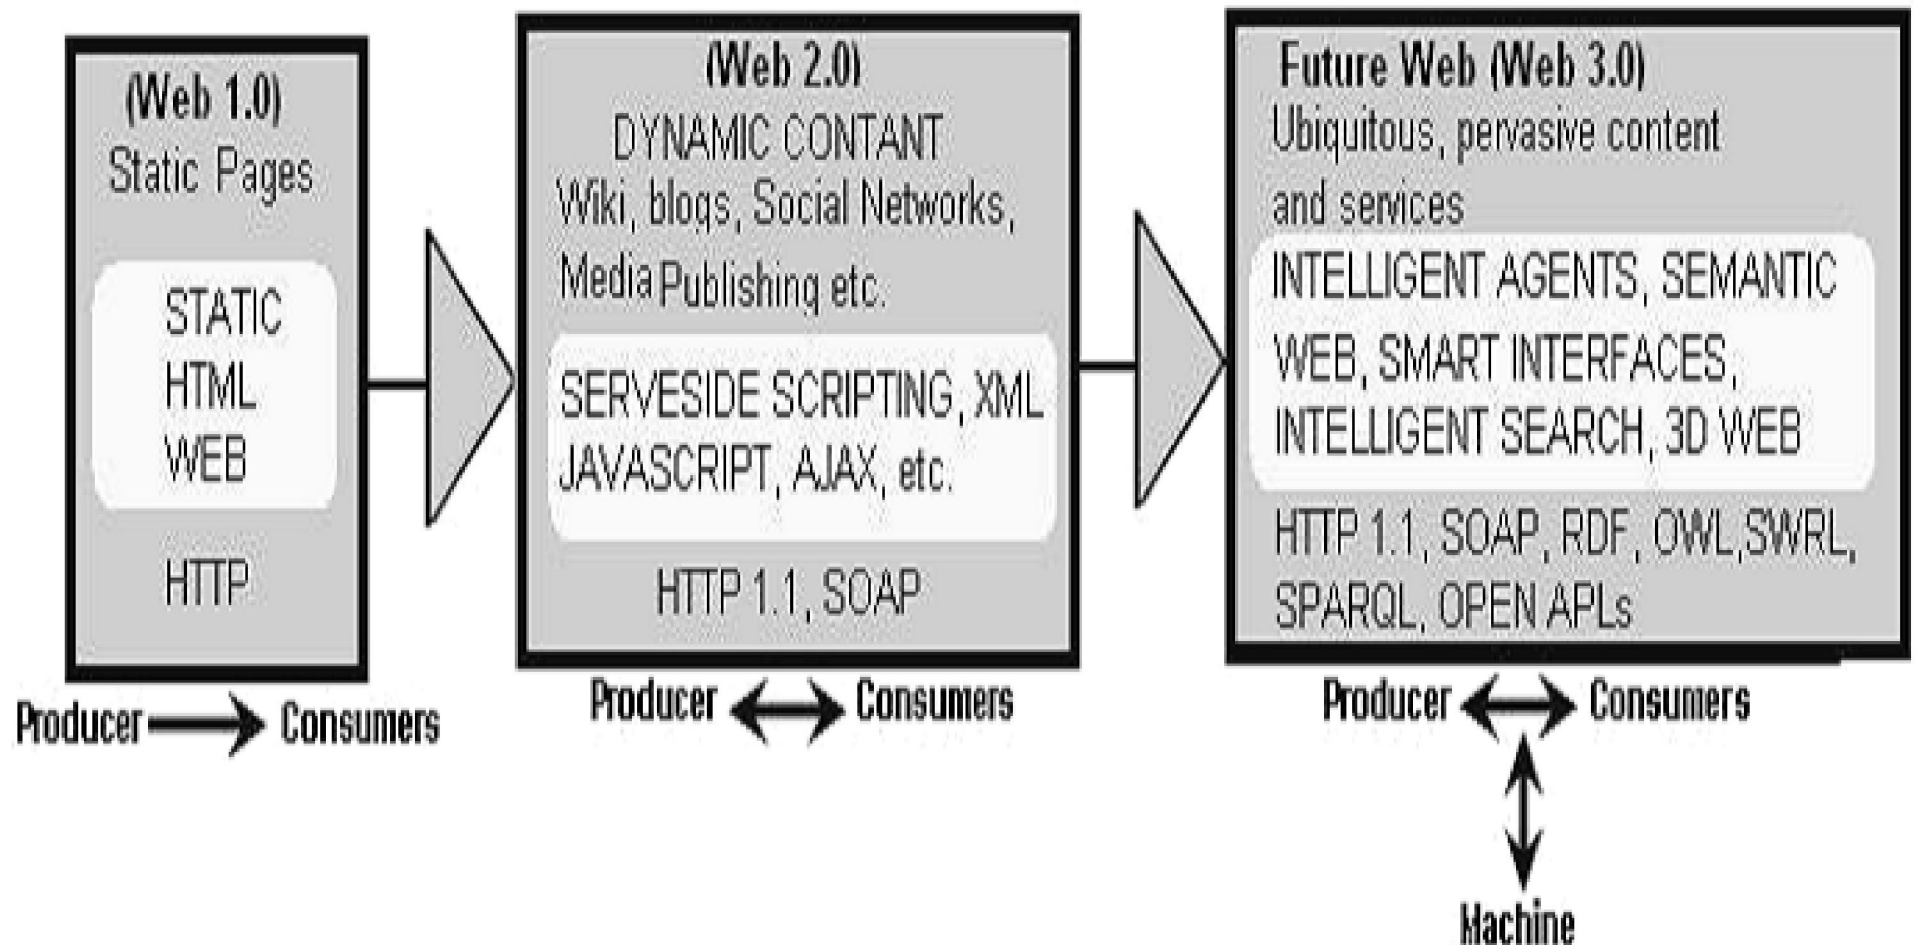 (Web 1.0)
Static Pages
STATIC
HTML
WEB
HTTP
Producer
Consumers
(Web 2.0)
DYNAMIC CONTANT
Wiki, blogs, Social Networks,
Media Publishing etc.
SERVESIDE SCRIPTING, XML
JAVASCRIPT, AJAX, etc.
HTTP 1.1, SOAP
Producer
Consumers
Future Web (Web 3.0)
Ubiquitous, pervasive content
and services
INTELLIGENT AGENTS, SEMANTIC
WEB, SMART INTERFACES,
INTELLIGENT SEARCH, 3D WEB
HTTP 1.1, SOAP, RDF, OWL,SWRL,
SPARQL, OPEN APLs
Producer
Consumers
Machine